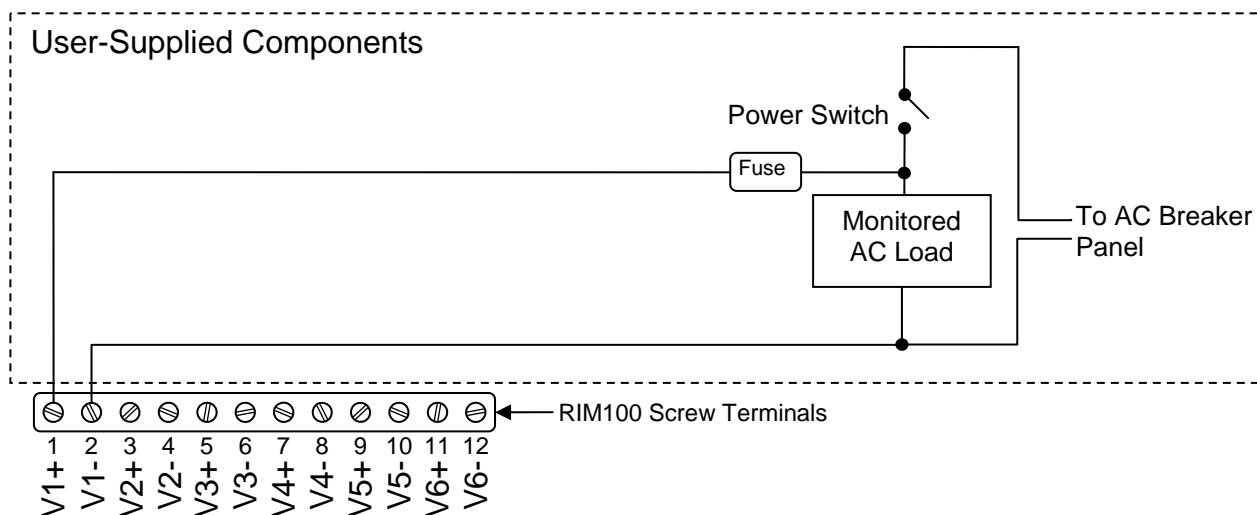 User-Supplied Components
Power Switch
Fuse
Monitored
AC Load
To AC Breaker
Panel
RIM100 Screw Terminals
1 2 3 4 5 6 7 8 9 10 11 12
V1+ V1- V2+ V2- V3+ V3- V4+ V4- V5+ V5- V6+ V6-